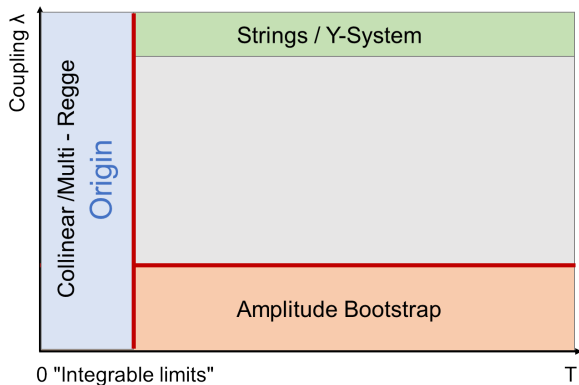 Coupling λ
Collinear /Multi - Regge
Origin
Strings / Y-System
Amplitude Bootstrap
0 "Integrable limits"
T